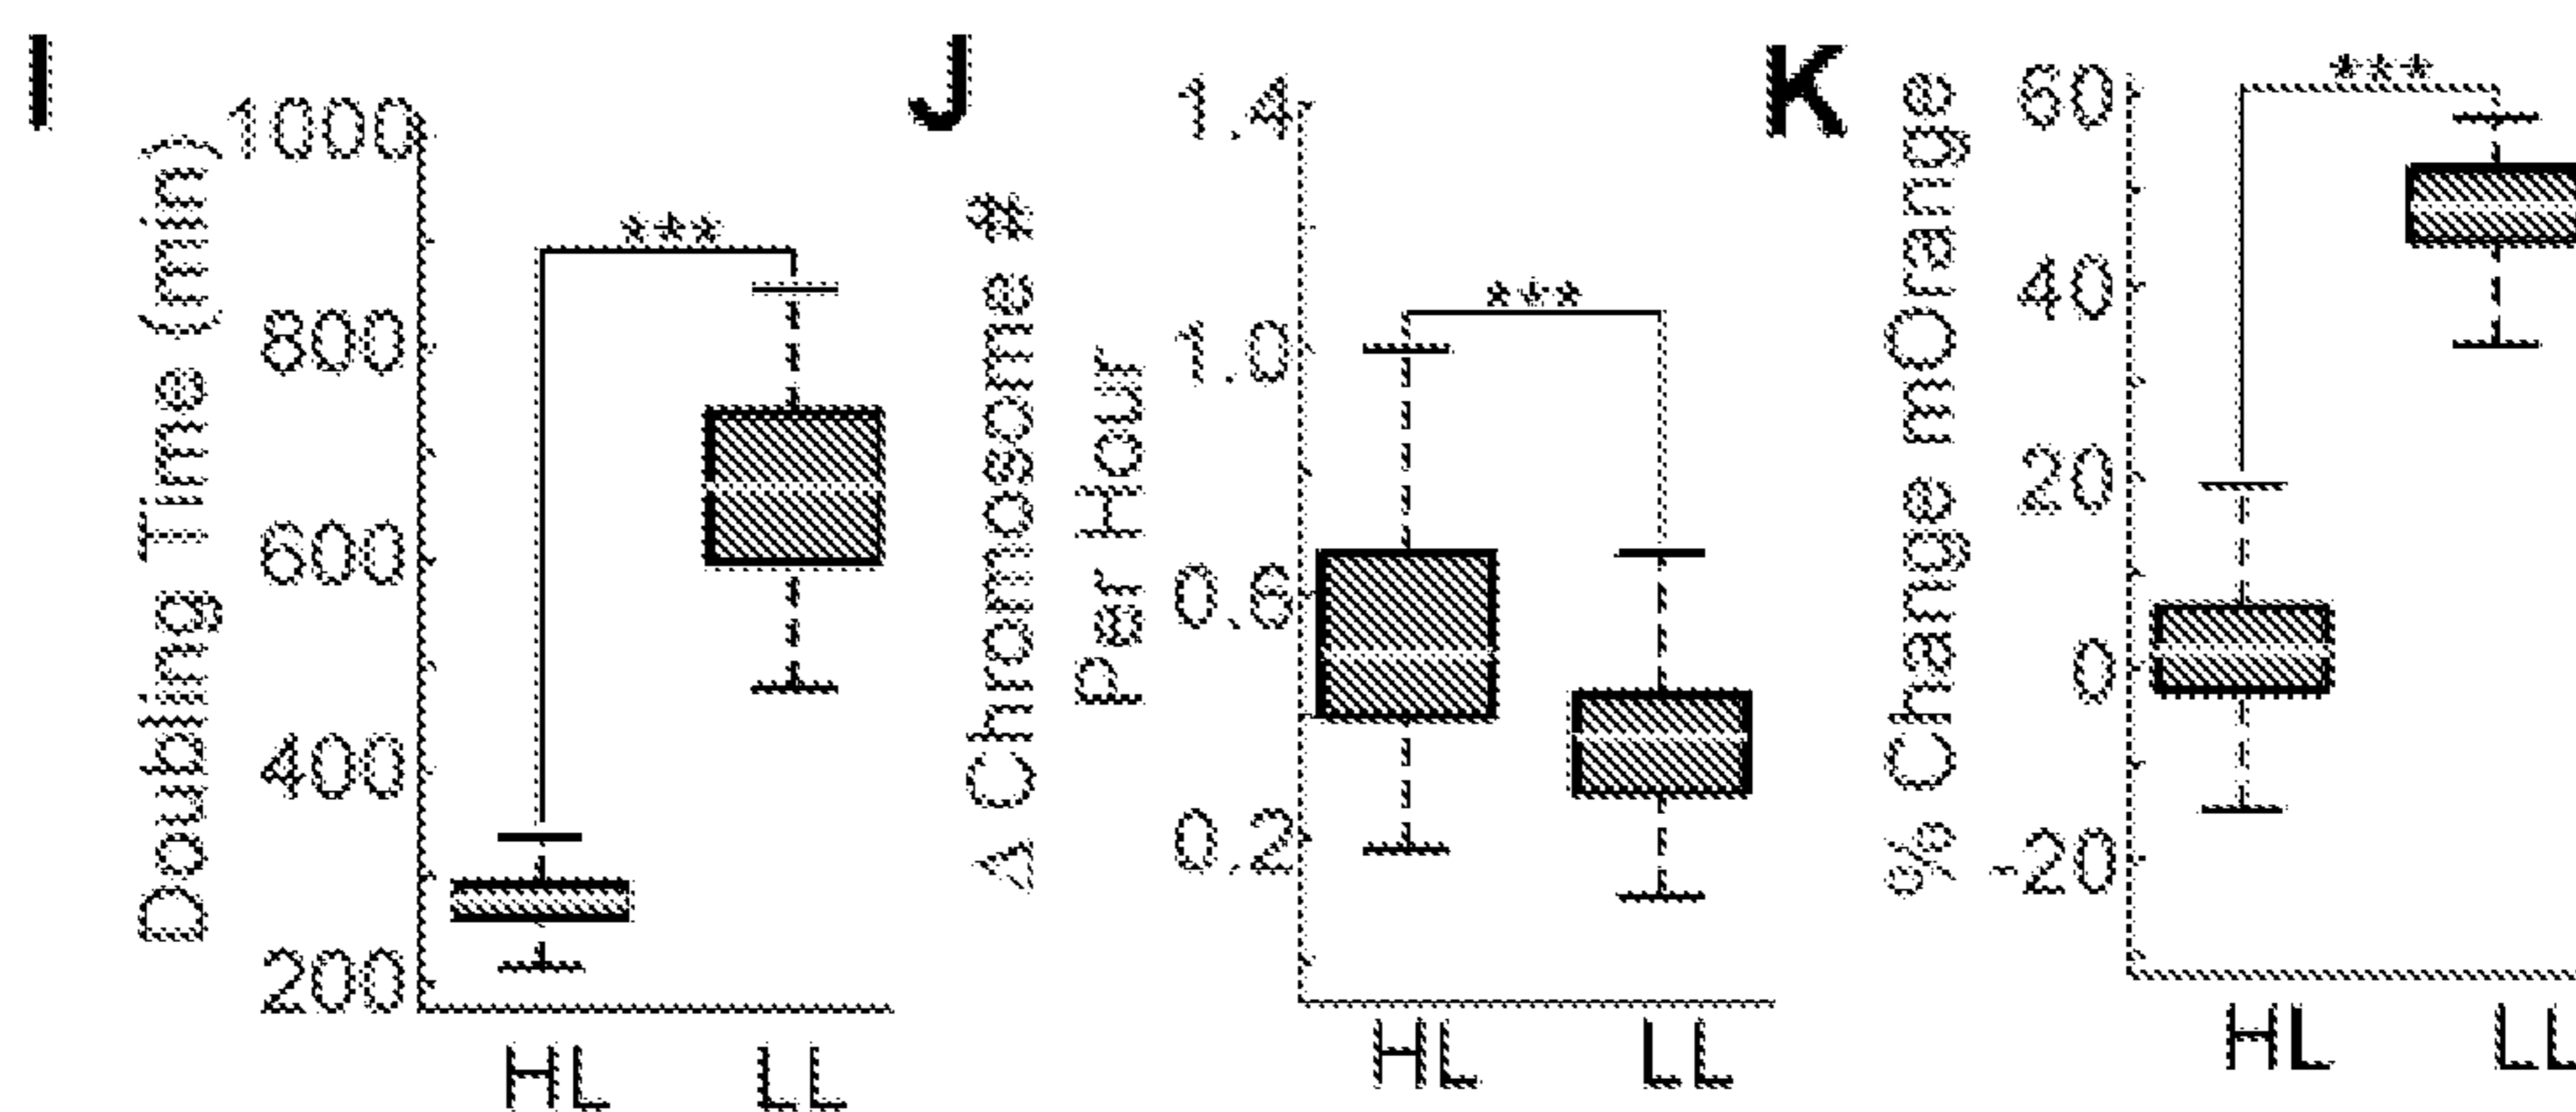 I
Doubling Time (min)
1000
800
600
400
200
***
HL LL
J
Δ Chromosome #
Per Hour
1.4
1.0
0.6
0.2
***
HL LL
K
% Change mOrange
60
40
20
0
-20
***
HL LL